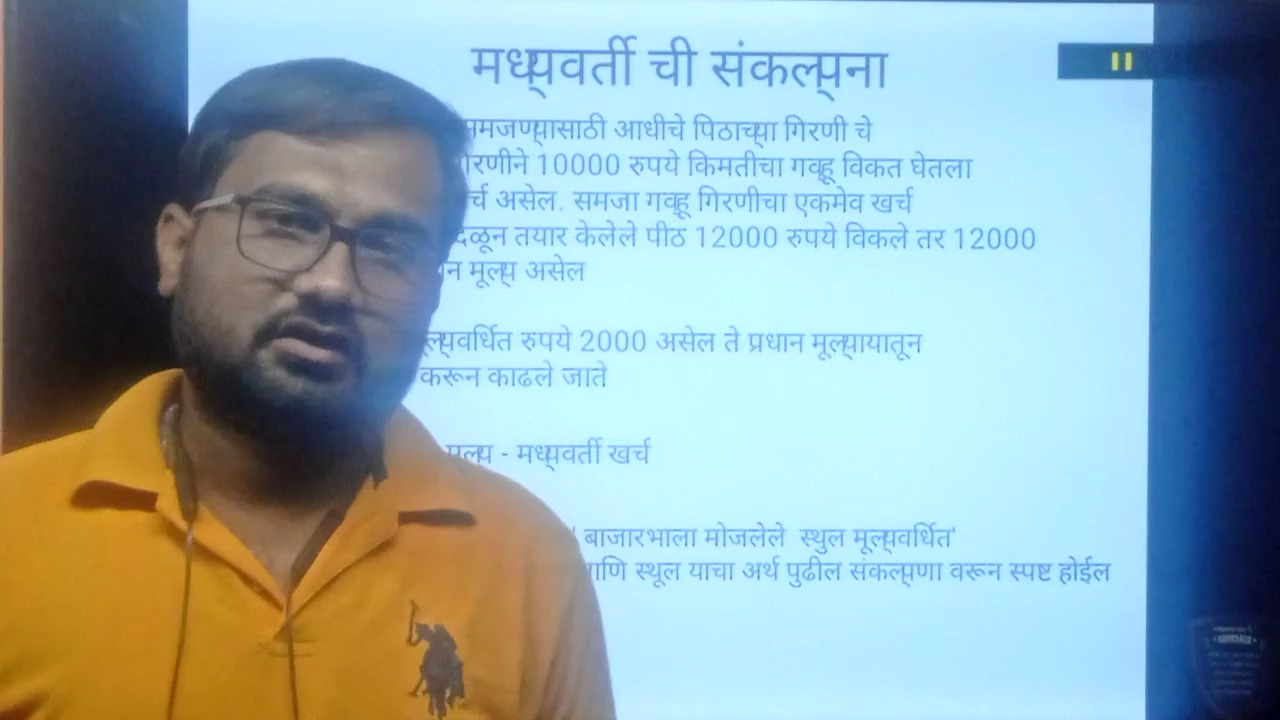 मध्यवर्ती ची संकल्पना
समजण्यासाठी आधीचे पिठाच्या गिरणी चे
गिरणीने 10000 रुपये किमतीचा गव्हू विकत घेतला
असेल. समजा गव्हू गिरणीचा एकमेव खर्च
दळून तयार केलेले पीठ 12000 रुपये विकले तर 12000
मूल्य असेल
रुपये 2000 असेल ते प्रधान मूल्यायातून
करून काढले जाते
मूल्य - मध्यवर्ती खर्च
' बाजारभाला मोजलेले स्थुल मूल्यवर्धित'
आणि स्थूल याचा अर्थ पुढील संकल्पणा वरून स्पष्ट होईल